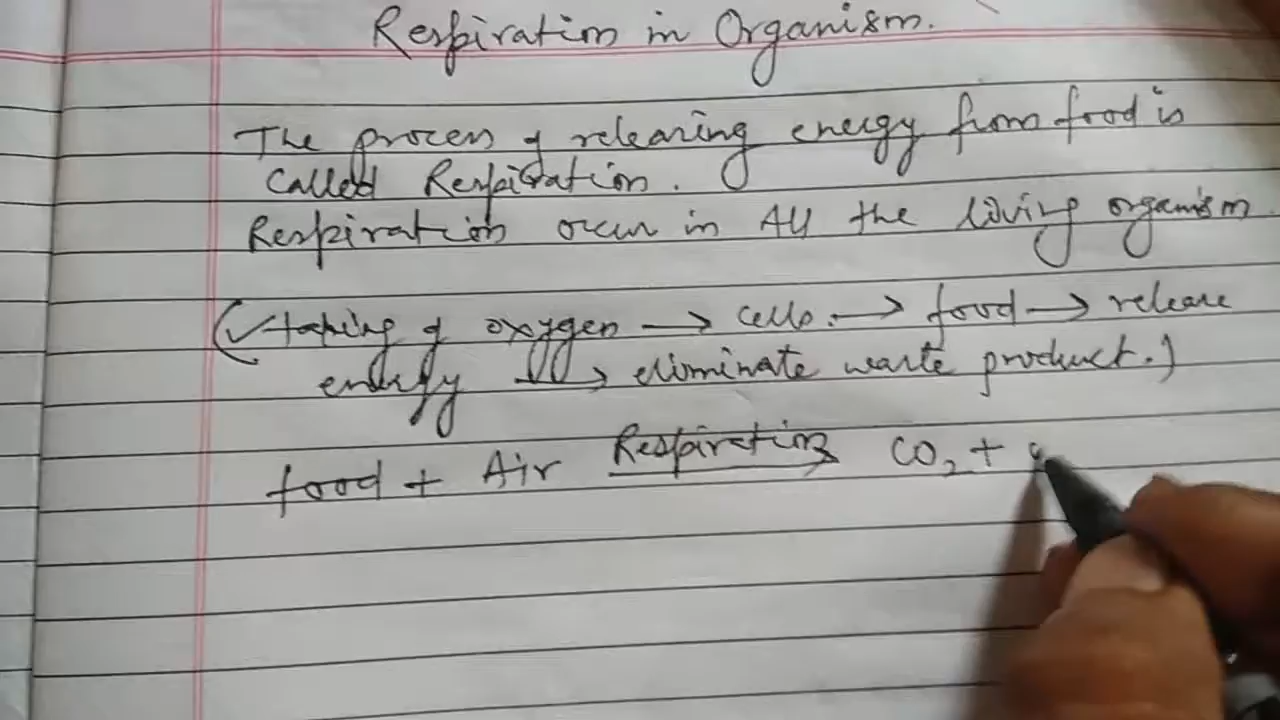 Respiration in Organism.
The process of releasing energy from food is
called Respiration.
Respiration occur in All the living organism
(taking of oxygen → cells. → food → release
energy → eliminate waste product.)
food + Air Respiration CO₂ +